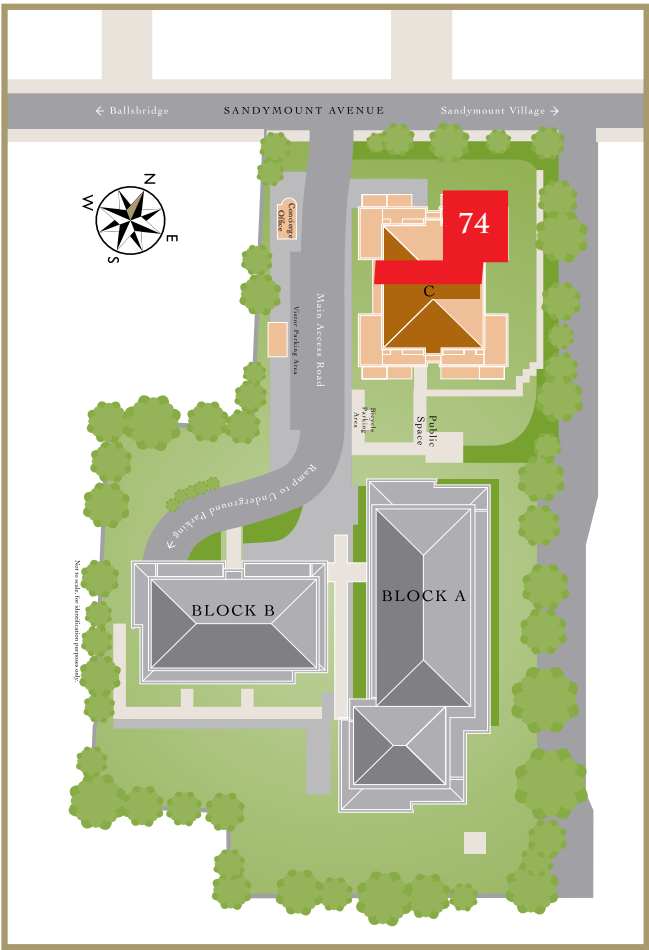 ← Ballsbridge
SANDYMOUNT AVENUE
Sandymount Village →
N
W
E
S
Concierge
Office
74
C
Main Access Road
Visitor Parking Area
Bicycle
Parking
Area
Public
Space
Ramp to Underground Parking
←
Not to scale, for identification purposes only.
BLOCK B
BLOCK A